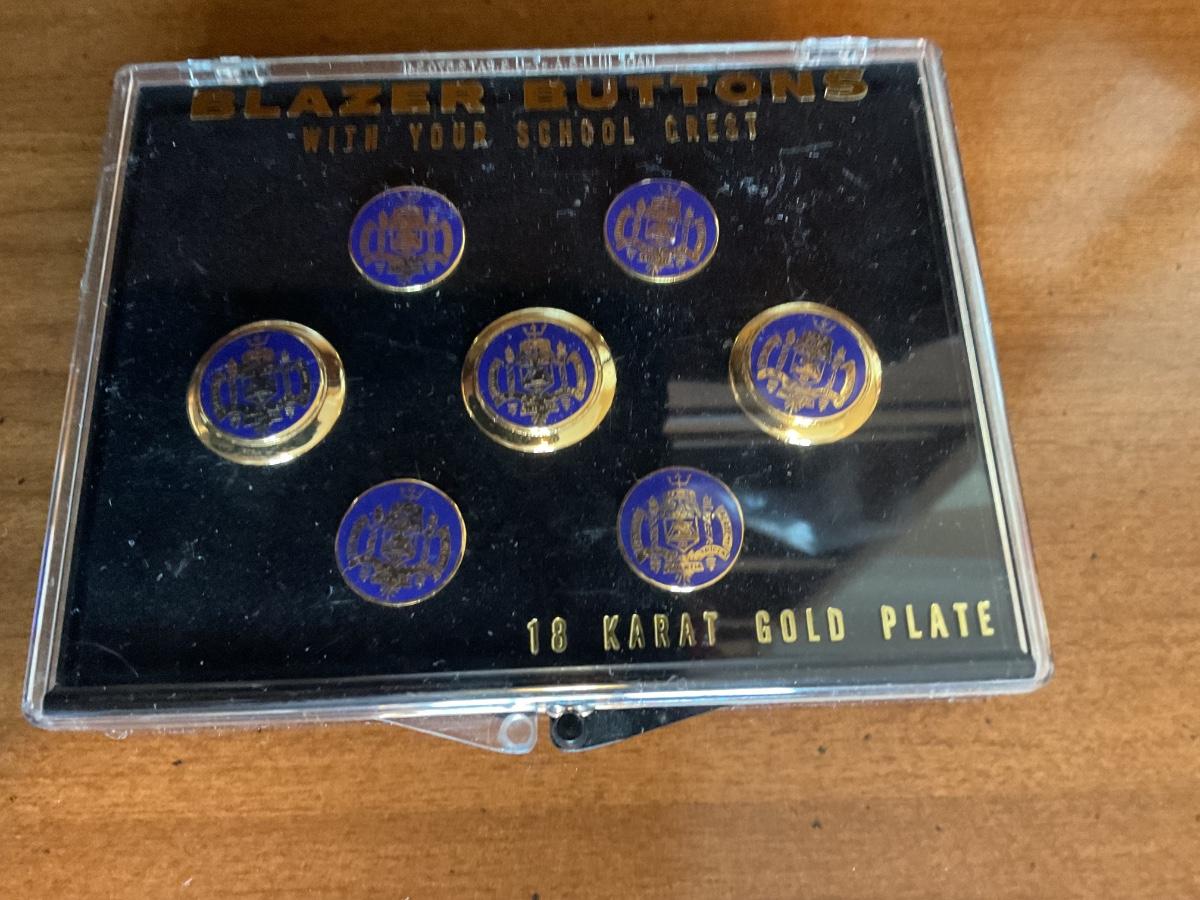 BLAZER BUTTONS
WITH YOUR SCHOOL CREST
18 KARAT GOLD PLATE